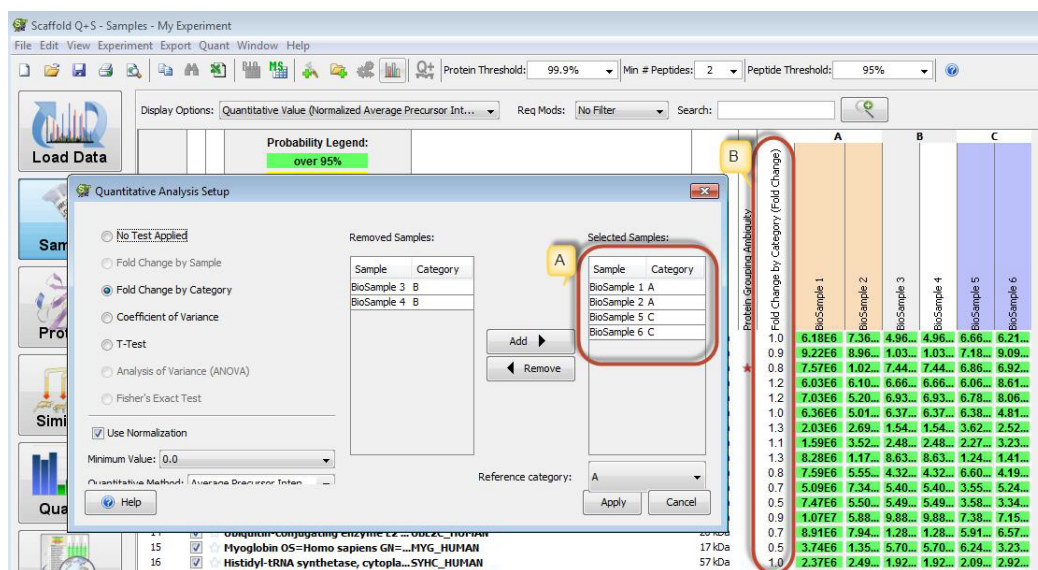 Scaffold Q+S - Samples - My Experiment
File Edit View Experiment Export Quant Window Help
Protein Threshold: 99.9% Min # Peptides: 2 Peptide Threshold: 95%
Display Options: Quantitative Value (Normalized Average Precursor Int... Req Mods: No Filter Search:
Load Data
Probability Legend:
over 95%
B
A B C
Protein Grouping Ambiguity
Fold Change by Category (Fold Change)
BioSample 1
BioSample 2
BioSample 3
BioSample 4
BioSample 5
BioSample 6
Quantitative Analysis Setup
No Test Applied
Fold Change by Sample
Fold Change by Category
Coefficient of Variance
T-Test
Analysis of Variance (ANOVA)
Fisher's Exact Test
Use Normalization
Minimum Value: 0.0
Quantitative Method: Average Precursor Inten
Help
Removed Samples:
Sample Category
BioSample 3 B
BioSample 4 B
Add
Remove
A
Selected Samples:
Sample Category
BioSample 1 A
BioSample 2 A
BioSample 5 C
BioSample 6 C
Reference category: A
Apply Cancel
Sam
Pro
Simi
Qua
1.0 6.18E6 7.36... 4.96... 4.96... 6.66... 6.21...
0.9 9.22E6 8.96... 1.03... 1.03... 7.18... 9.09...
0.8 7.57E6 1.02... 7.44... 7.44... 6.86... 6.92...
1.2 6.03E6 6.10... 6.66... 6.66... 6.06... 8.61...
1.2 7.03E6 5.20... 6.93... 6.93... 6.78... 8.06...
1.0 6.36E6 5.01... 6.37... 6.37... 6.38... 4.81...
1.3 2.03E6 2.69... 1.54... 1.54... 3.62... 2.52...
1.1 1.59E6 3.52... 2.48... 2.48... 2.27... 3.23...
1.3 8.28E6 1.17... 8.63... 8.63... 1.24... 1.41...
0.8 7.59E6 5.55... 4.32... 4.32... 6.60... 4.19...
0.7 5.09E6 7.34... 5.40... 5.40... 3.55... 5.24...
0.5 7.47E6 5.50... 5.49... 5.49... 3.58... 3.34...
0.9 1.07E7 5.88... 9.88... 9.88... 7.38... 7.15...
14 Ubiquitin-conjugating enzyme E2 ...UBE2C_HUMAN 20 kDa 0.7 8.91E6 7.94... 1.28... 1.28... 5.91... 6.57...
15 Myoglobin OS=Homo sapiens GN=...MYG_HUMAN 17 kDa 0.5 3.74E6 1.35... 5.70... 5.70... 6.24... 3.23...
16 Histidyl-tRNA synthetase, cytopla...SYHC_HUMAN 57 kDa 1.0 2.37E6 2.49... 1.92... 1.92... 2.09... 2.92...